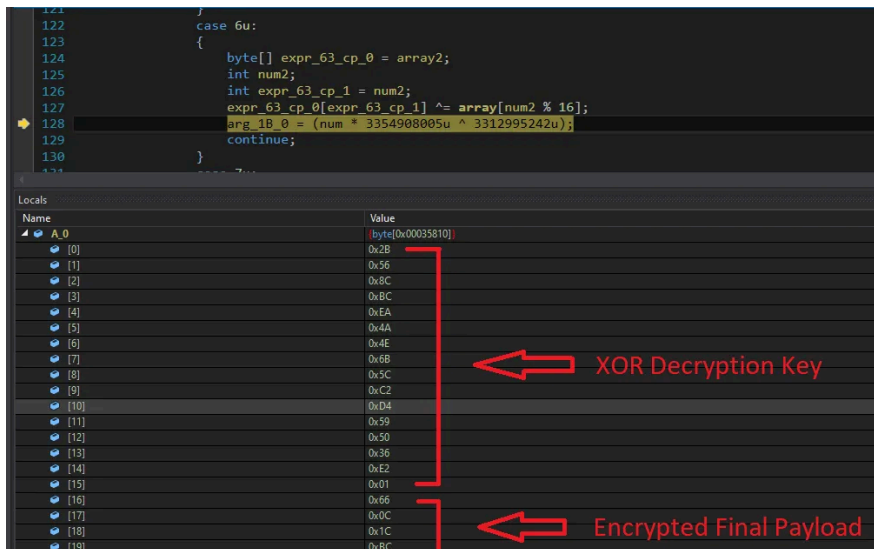 122 case 6u:
123 {
124 byte[] expr_63_cp_0 = array2;
125 int num2;
126 int expr_63_cp_1 = num2;
127 expr_63_cp_0[expr_63_cp_1] ^= array[num2 % 16];
128 arg_1B_0 = (num * 3354908005u ^ 3312995242u);
129 continue;
130 }
Locals
Name Value
A_0 {byte[0x00035810]}
[0] 0x2B
[1] 0x56
[2] 0x8C
[3] 0xBC
[4] 0xEA
[5] 0x4A
[6] 0x4E
[7] 0x6B
[8] 0x5C
[9] 0xC2
[10] 0xD4
[11] 0x59
[12] 0x50
[13] 0x36
[14] 0xE2
[15] 0x01
XOR Decryption Key
[16] 0x66
[17] 0x0C
[18] 0x1C
[19] 0xBC
Encrypted Final Payload